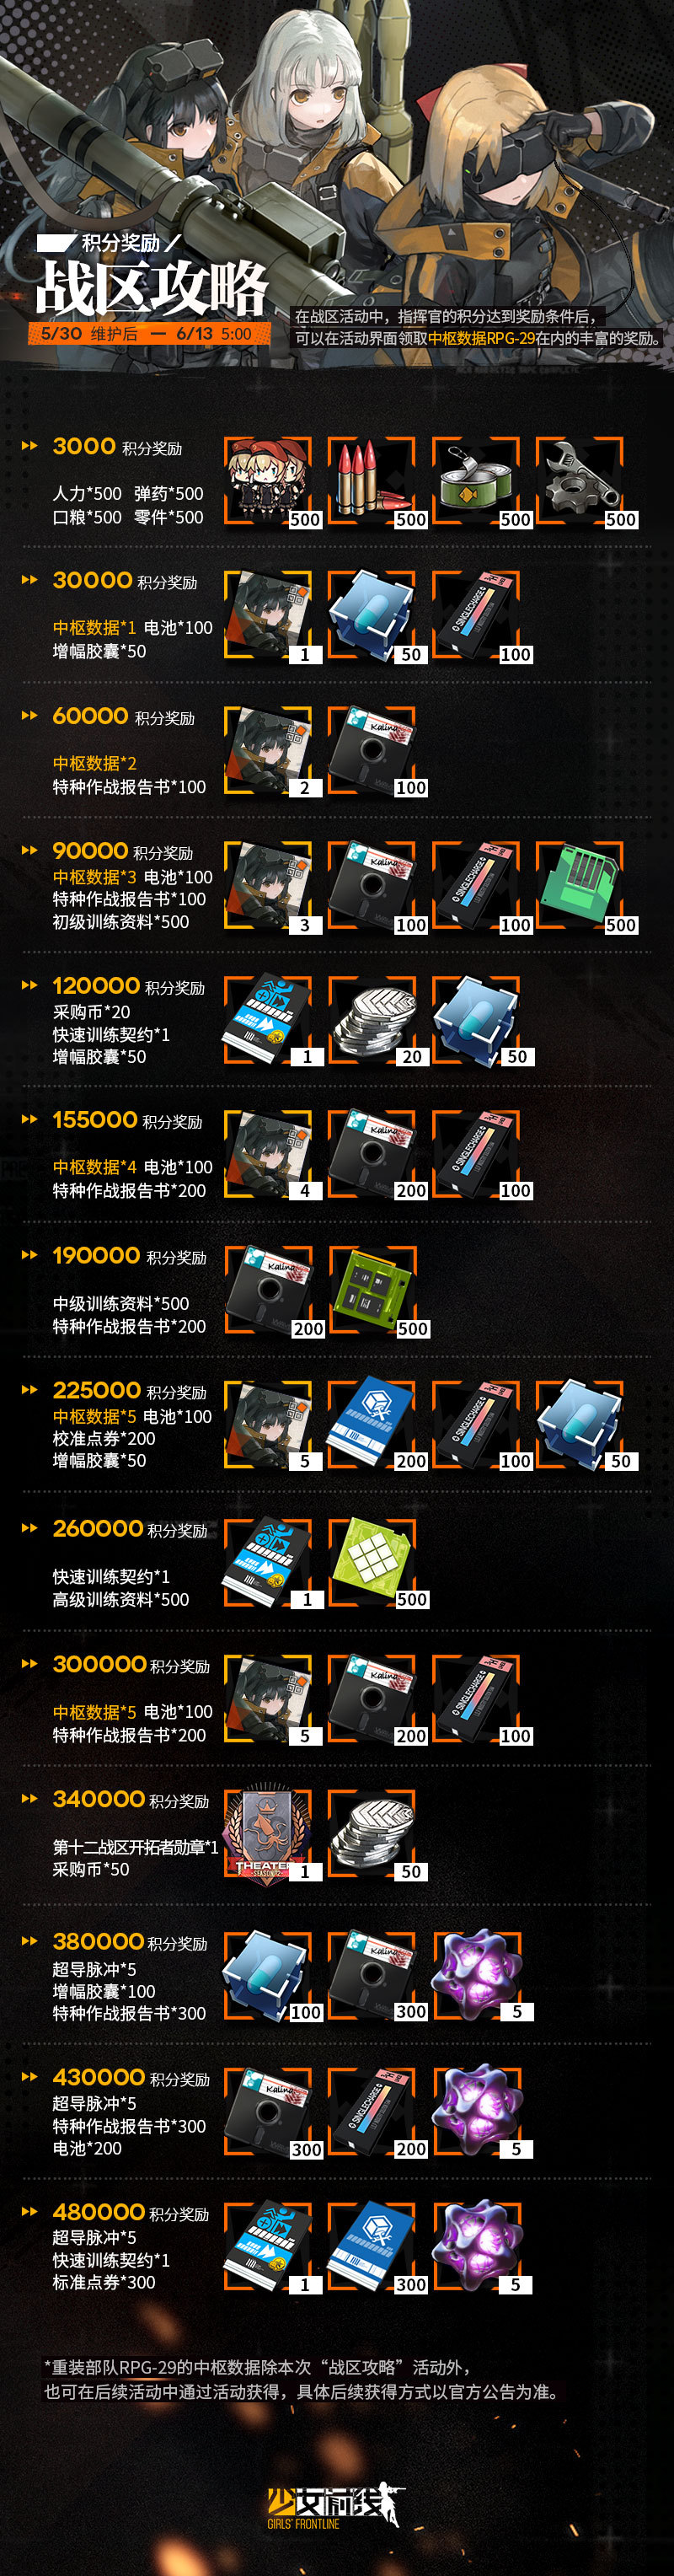 积分奖励
战区攻略
5/30 维护后 — 6/13 5:00
在战区活动中，指挥官的积分达到奖励条件后，
可以在活动界面领取中枢数据RPG-29在内的丰富的奖励。
3000 积分奖励
人力*500 弹药*500
口粮*500 零件*500
500 500 500 500
30000 积分奖励
中枢数据*1 电池*100
增幅胶囊*50
SINGLECHARGE
1 50 100
60000 积分奖励
中枢数据*2
特种作战报告书*100
Kalina
2 100
90000 积分奖励
中枢数据*3 电池*100
特种作战报告书*100
初级训练资料*500
Kalina SINGLECHARGE
3 100 100 500
120000 积分奖励
采购币*20
快速训练契约*1
增幅胶囊*50
1 20 50
155000 积分奖励
中枢数据*4 电池*100
特种作战报告书*200
Kalina SINGLECHARGE
4 200 100
190000 积分奖励
中级训练资料*500
特种作战报告书*200
Kalina
200 500
225000 积分奖励
中枢数据*5 电池*100
校准点券*200
增幅胶囊*50
SINGLECHARGE
5 200 100 50
260000 积分奖励
快速训练契约*1
高级训练资料*500
1 500
300000 积分奖励
中枢数据*5 电池*100
特种作战报告书*200
Kalina SINGLECHARGE
5 200 100
340000 积分奖励
第十二战区开拓者勋章*1
采购币*50
THEATER
1 50
380000 积分奖励
超导脉冲*5
增幅胶囊*100
特种作战报告书*300
Kalina
100 300 5
430000 积分奖励
超导脉冲*5
特种作战报告书*300
电池*200
Kalina SINGLECHARGE
300 200 5
480000 积分奖励
超导脉冲*5
快速训练契约*1
标准点券*300
1 300 5
*重装部队RPG-29的中枢数据除本次“战区攻略”活动外，
也可在后续活动中通过活动获得，具体后续获得方式以官方公告为准。
少女前线
GIRLS' FRONTLINE